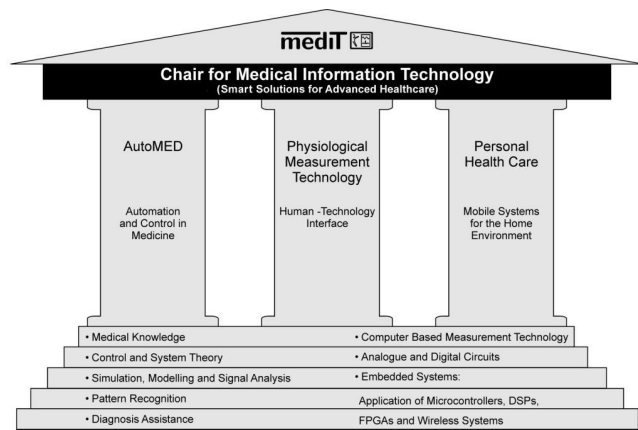 mediT
Chair for Medical Information Technology
(Smart Solutions for Advanced Healthcare)
AutoMED
Automation
and Control in
Medicine
Physiological
Measurement
Technology
Human -Technology
Interface
Personal
Health Care
Mobile Systems
for the Home
Environment
• Medical Knowledge
• Control and System Theory
• Simulation, Modelling and Signal Analysis
• Pattern Recognition
• Diagnosis Assistance
• Computer Based Measurement Technology
• Analogue and Digital Circuits
• Embedded Systems:
Application of Microcontrollers, DSPs,
FPGAs and Wireless Systems